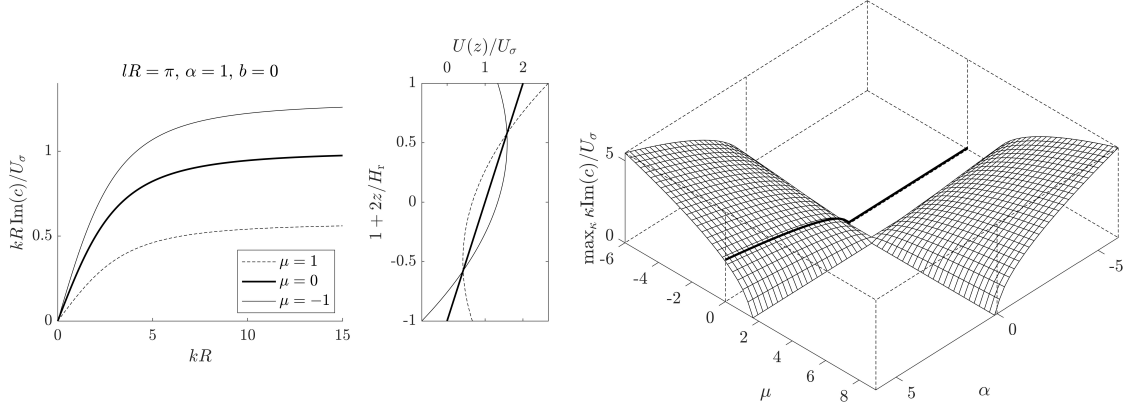 lR = π, α = 1, b = 0
kR Im(c)/U_σ
1
0.5
0
0
5
10
15
kR
μ = 1
μ = 0
μ = −1
U(z)/U_σ
0
1
2
1 + 2z/H_r
1
0.5
0
-0.5
-1
max_κ κIm(c)/U_σ
5
0
-6
-4
-2
0
2
4
6
8
μ
5
0
-5
α